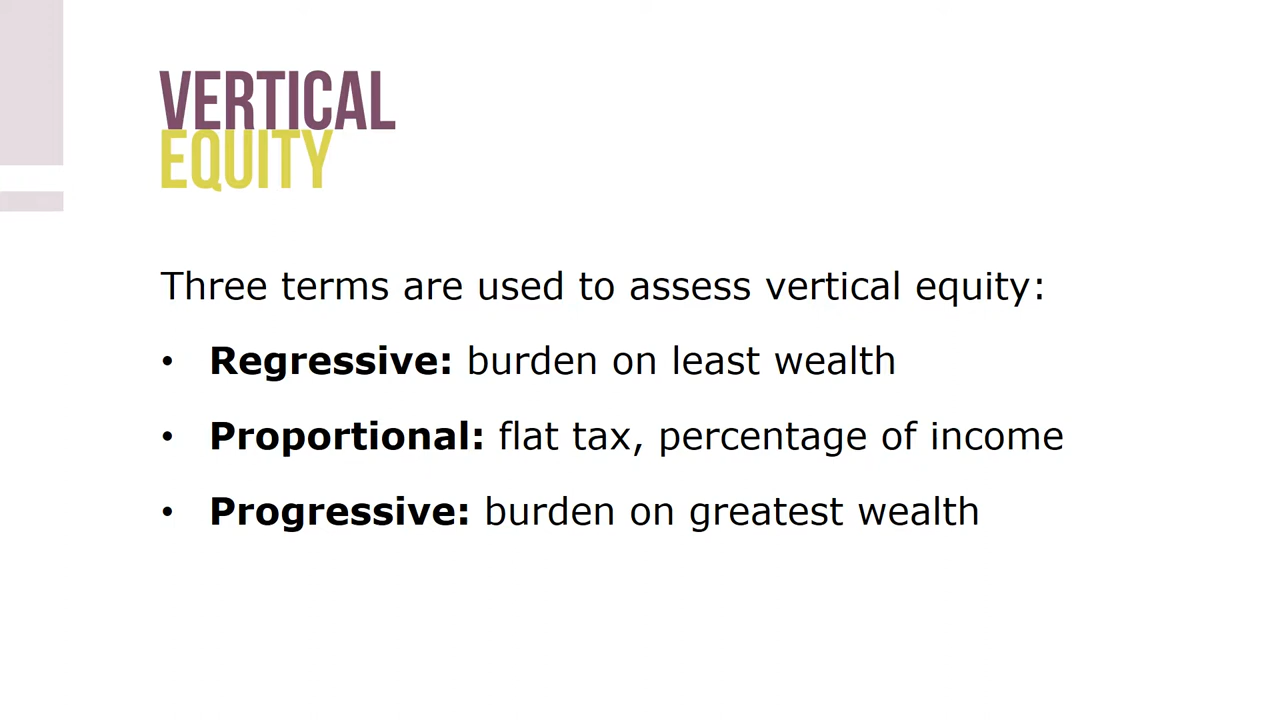 VERTICAL
EQUITY
Three terms are used to assess vertical equity:
• Regressive: burden on least wealth
• Proportional: flat tax, percentage of income
• Progressive: burden on greatest wealth